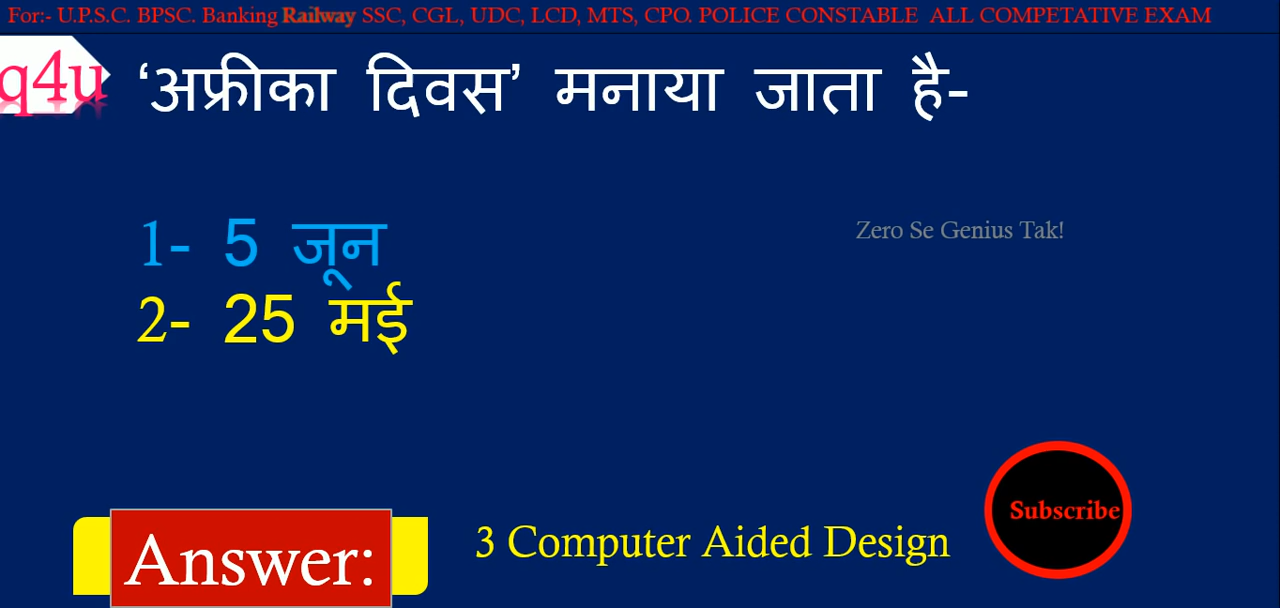 For:- U.P.S.C. BPSC. Banking Railway SSC, CGL, UDC, LCD, MTS, CPO. POLICE CONSTABLE ALL COMPETATIVE EXAM
q4u
‘अफ्रीका दिवस’ मनाया जाता है-
1- 5 जून
Zero Se Genius Tak!
2- 25 मई
Subscribe
Answer:
3 Computer Aided Design